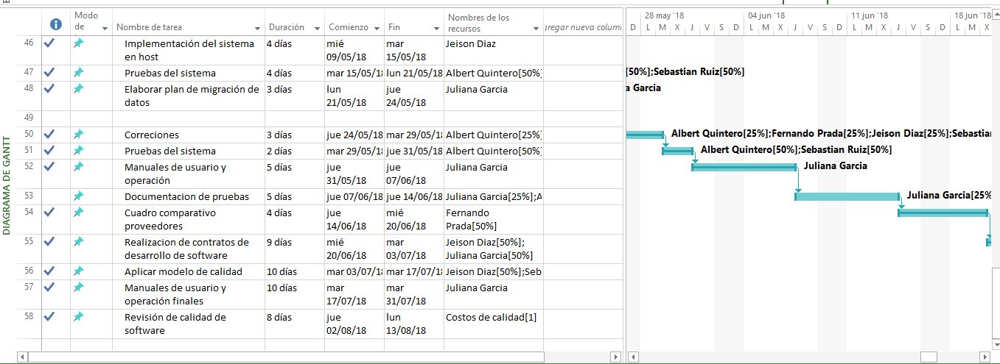 Modo de
Nombre de tarea
Duración
Comienzo
Fin
Nombres de los recursos
gregar nueva colum
28 may '18
04 jun '18
11 jun '18
18 jun '18
D L M J V S D L M J V S D L M X
DIAGRAMA DE GANTT
46 Implementación del sistema en host 4 días mié 09/05/18 mar 15/05/18 Jeison Diaz
47 Pruebas del sistema 4 días mar 15/05/18 lun 21/05/18 Albert Quintero[50%]
[50%];Sebastian Ruiz[50%]
48 Elaborar plan de migración de datos 3 días lun 21/05/18 jue 24/05/18 Juliana Garcia
a Garcia
49
50 Correciones 3 días jue 24/05/18 mar 29/05/18 Albert Quintero[25%]
Albert Quintero[25%];Fernando Prada[25%];Jeison Diaz[25%];Sebastia
51 Pruebas del sistema 2 días mar 29/05/18 jue 31/05/18 Albert Quintero[50%]
Albert Quintero[50%];Sebastian Ruiz[50%]
52 Manuales de usuario y operación 5 días jue 31/05/18 jue 07/06/18 Juliana Garcia
Juliana Garcia
53 Documentacion de pruebas 5 días jue 07/06/18 jue 14/06/18 Juliana Garcia[25%];A
Juliana Garcia[25%
54 Cuadro comparativo proveedores 4 días jue 14/06/18 mié 20/06/18 Fernando Prada[50%]
55 Realizacion de contratos de desarrollo de software 9 días mié 20/06/18 mar 03/07/18 Jeison Diaz[50%]; Juliana Garcia[50%]
56 Aplicar modelo de calidad 10 días mar 03/07/18 mar 17/07/18 Jeison Diaz[50%];Seb
57 Manuales de usuario y operación finales 10 días mar 17/07/18 mar 31/07/18 Juliana Garcia
58 Revisión de calidad de software 8 días jue 02/08/18 lun 13/08/18 Costos de calidad[1]